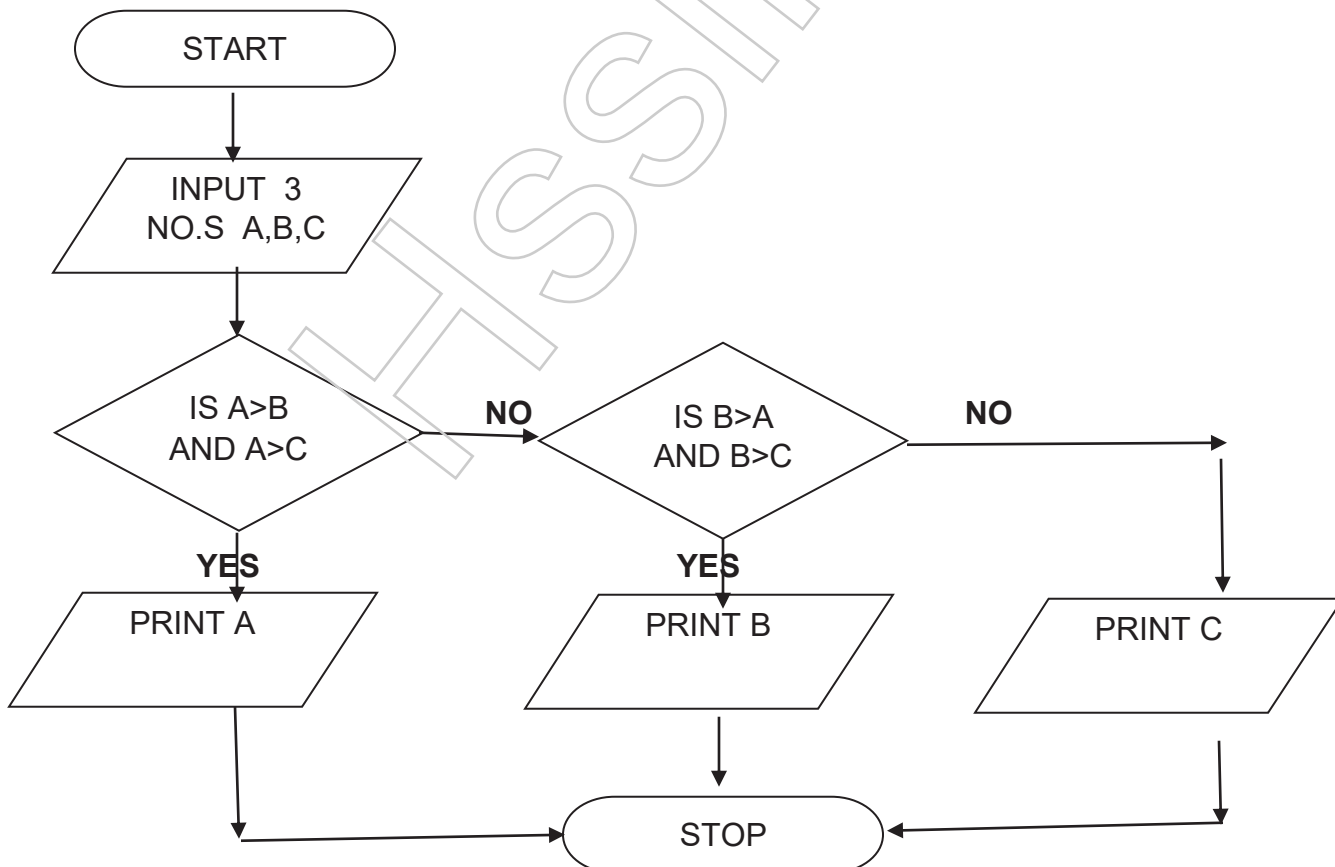 START
INPUT 3
NO.S A,B,C
IS A>B
AND A>C
NO
IS B>A
AND B>C
NO
YES
YES
PRINT A
PRINT B
PRINT C
STOP